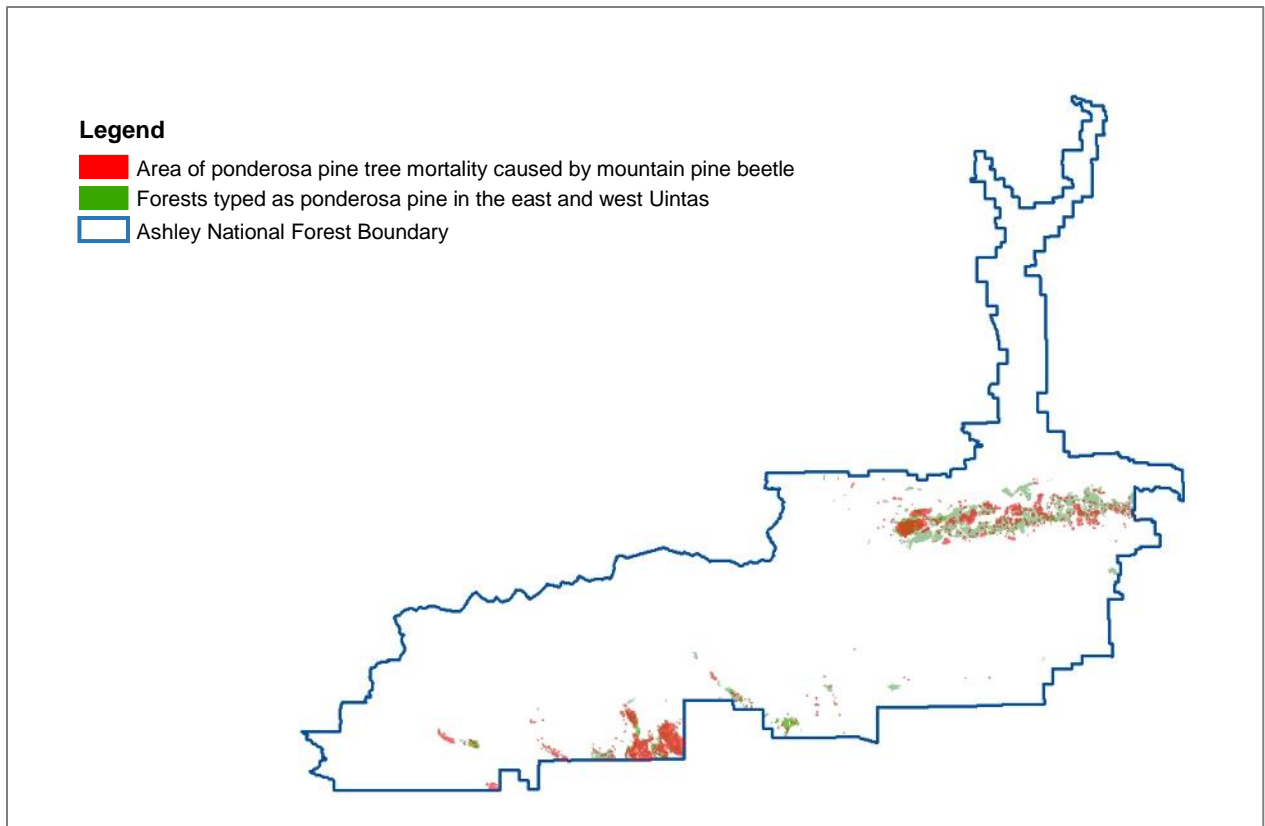 Legend
Area of ponderosa pine tree mortality caused by mountain pine beetle
Forests typed as ponderosa pine in the east and west Uintas
Ashley National Forest Boundary